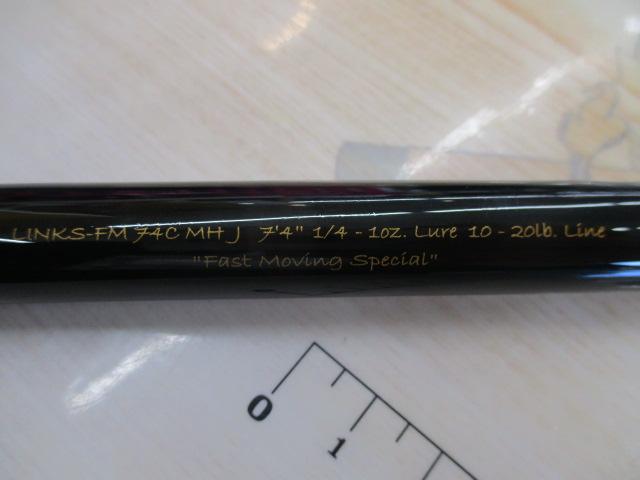 LINKS-FM 74C MH J 7'4" 1/4 - 1oz. Lure 10 - 20lb. Line
"Fast Moving Special"
0
1